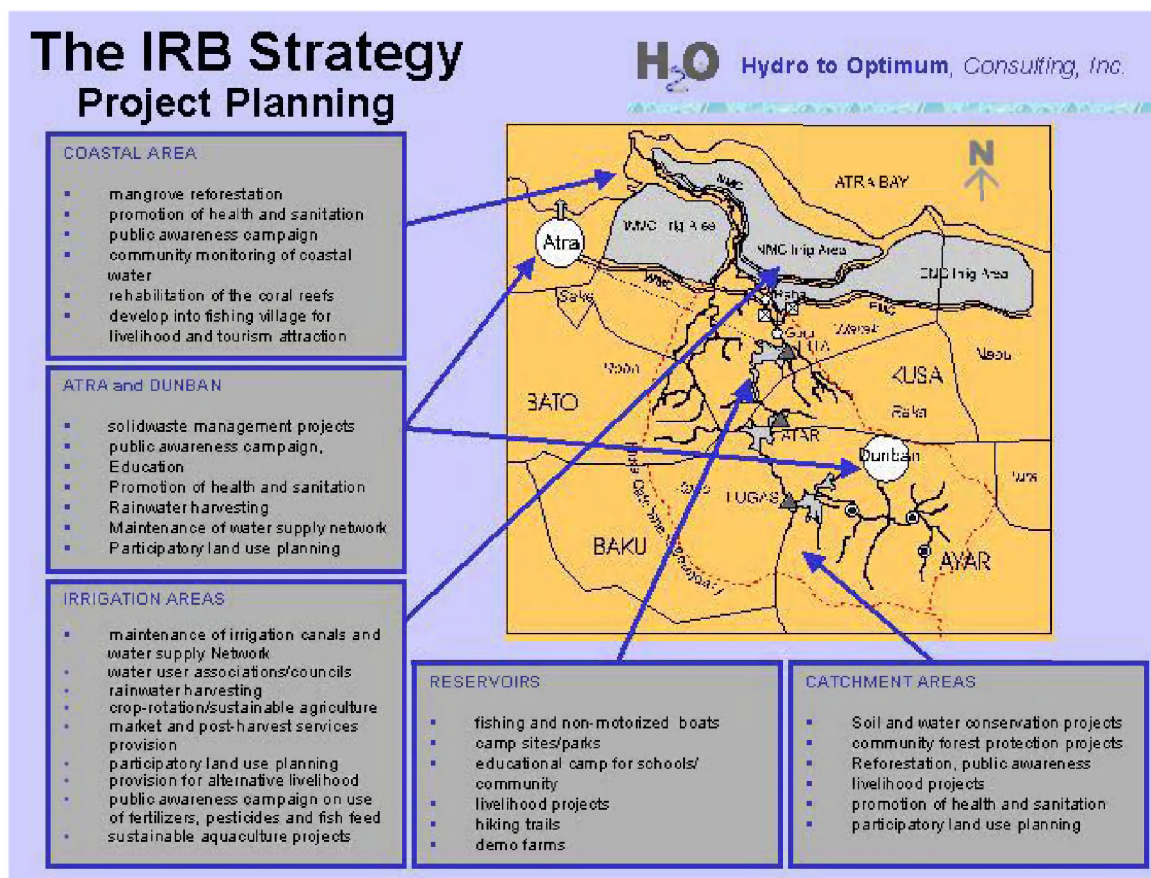 The IRB Strategy
Project Planning
H2O Hydro to Optimum, Consulting, Inc.
COASTAL AREA
▪ mangrove reforestation
▪ promotion of health and sanitation
▪ public awareness campaign
▪ community monitoring of coastal
water
▪ rehabilitation of the coral reefs
▪ develop into fishing village for
livelihood and tourism attraction
ATRA and DUNBAN
▪ solidwaste management projects
▪ public awareness campaign,
▪ Education
▪ Promotion of health and sanitation
▪ Rainwater harvesting
▪ Maintenance of water supply network
▪ Participatory land use planning
IRRIGATION AREAS
▪ maintenance of irrigation canals and
water supply Network
▪ water user associations/councils
▪ rainwater harvesting
▪ crop-rotation/sustainable agriculture
▪ market and post-harvest services
provision
▪ participatory land use planning
▪ provision for alternative livelihood
▪ public awareness campaign on use
of fertilizers, pesticides and fish feed
▪ sustainable aquaculture projects
N
ATRA BAY
NMC
WMC Irrig Area
Atra
NMC Irrig Area
EMC Irrig Area
WMC
Sake
EMC
KUSA
BATO
Raka
ATAR
Dunban
BAKU
AYAR
RESERVOIRS
▪ fishing and non-motorized boats
▪ camp sites/parks
▪ educational camp for schools/
community
▪ livelihood projects
▪ hiking trails
▪ demo farms
CATCHMENT AREAS
▪ Soil and water conservation projects
▪ community forest protection projects
▪ Reforestation, public awareness
▪ livelihood projects
▪ promotion of health and sanitation
▪ participatory land use planning